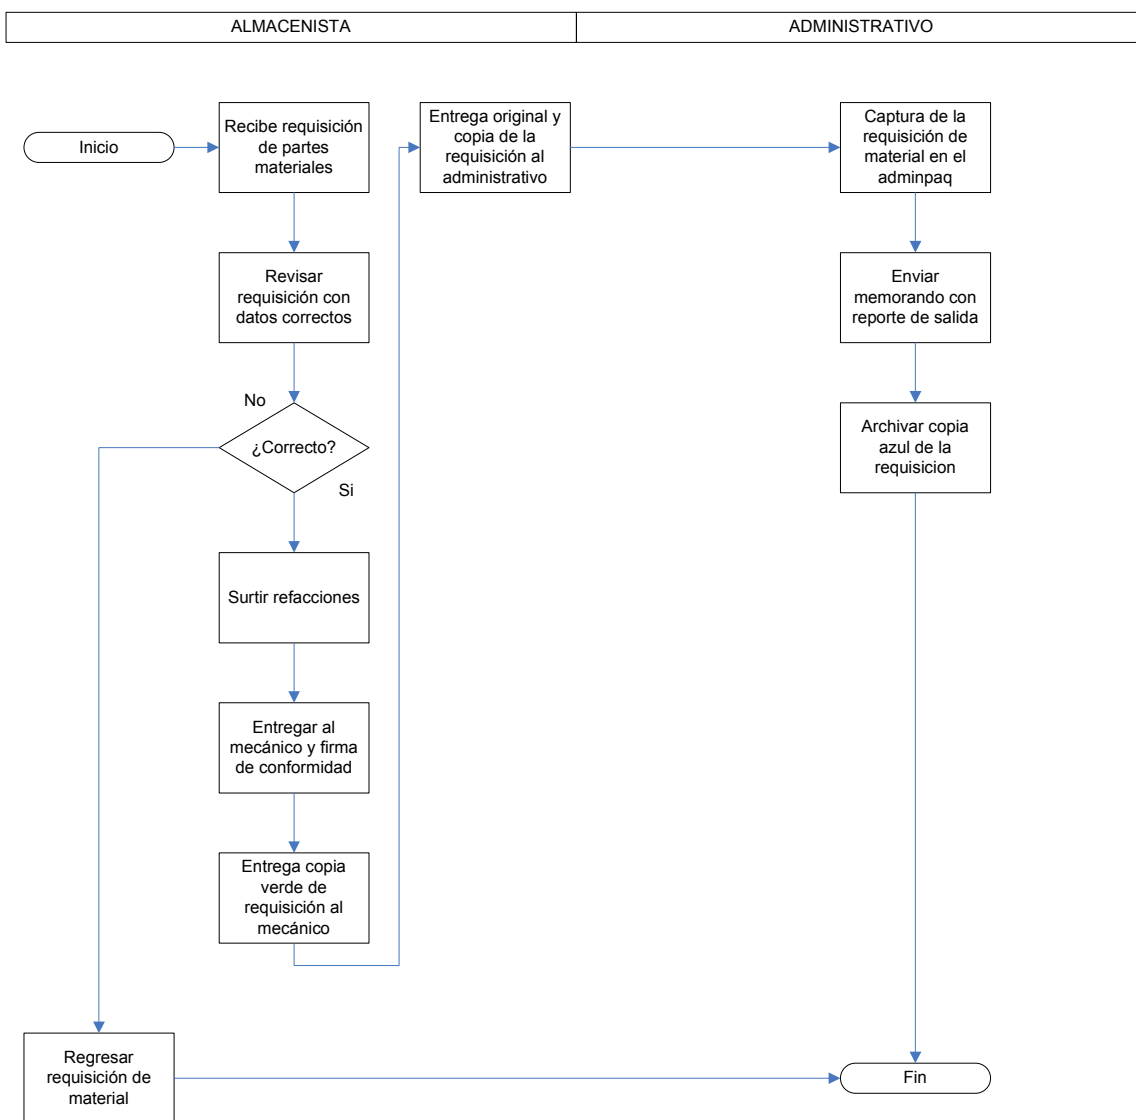 ALMACENISTA
ADMINISTRATIVO
Inicio
Recibe requisición
de partes
materiales
Revisar
requisición con
datos correctos
No
¿Correcto?
Si
Surtir refacciones
Entregar al
mecánico y firma
de conformidad
Entrega copia
verde de
requisición al
mecánico
Regresar
requisición de
material
Entrega original y
copia de la
requisición al
administrativo
Captura de la
requisición de
material en el
adminpaq
Enviar
memorando con
reporte de salida
Archivar copia
azul de la
requisicion
Fin